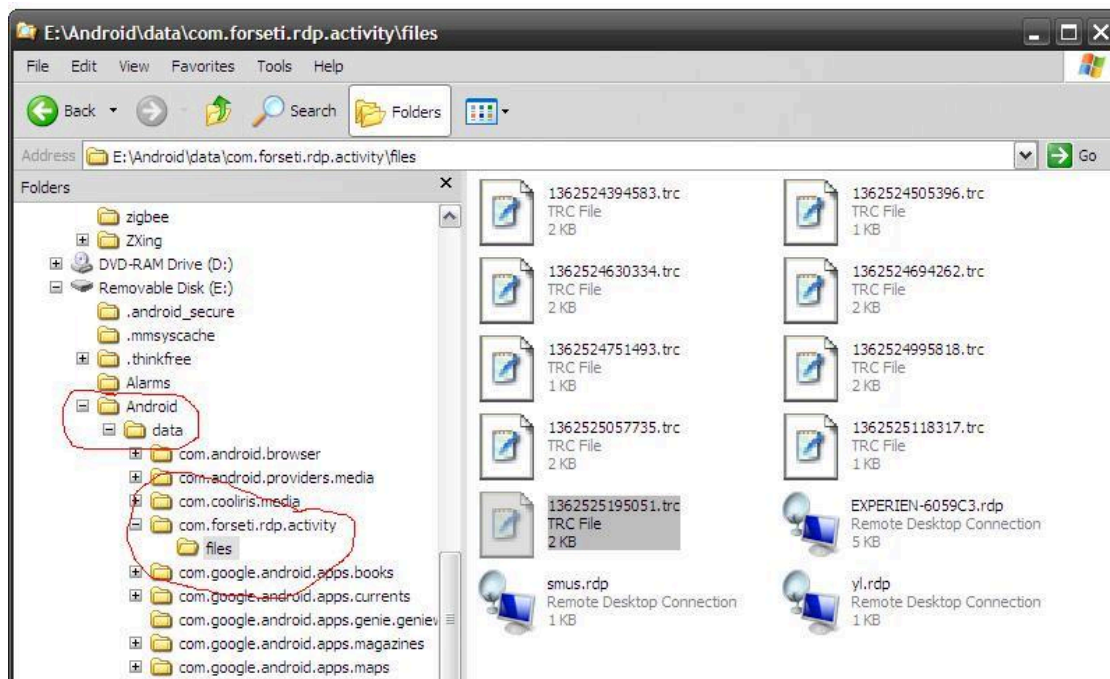 E:\Android\data\com.forseti.rdp.activity\files
File Edit View Favorites Tools Help
Back Search Folders
Address E:\Android\data\com.forseti.rdp.activity\files Go
Folders
zigbee
ZXing
DVD-RAM Drive (D:)
Removable Disk (E:)
.android_secure
.mmsyscache
.thinkfree
Alarms
Android
data
com.android.browser
com.android.providers.media
com.cooliris.media
com.forseti.rdp.activity
files
com.google.android.apps.books
com.google.android.apps.currents
com.google.android.apps.genie.geniev
com.google.android.apps.magazines
com.google.android.apps.maps
1362524394583.trc
TRC File
2 KB
1362524505396.trc
TRC File
1 KB
1362524630334.trc
TRC File
2 KB
1362524694262.trc
TRC File
2 KB
1362524751493.trc
TRC File
1 KB
1362524995818.trc
TRC File
2 KB
1362525057735.trc
TRC File
2 KB
1362525118317.trc
TRC File
1 KB
1362525195051.trc
TRC File
2 KB
EXPERIEN-6059C3.rdp
Remote Desktop Connection
5 KB
smus.rdp
Remote Desktop Connection
1 KB
yl.rdp
Remote Desktop Connection
1 KB